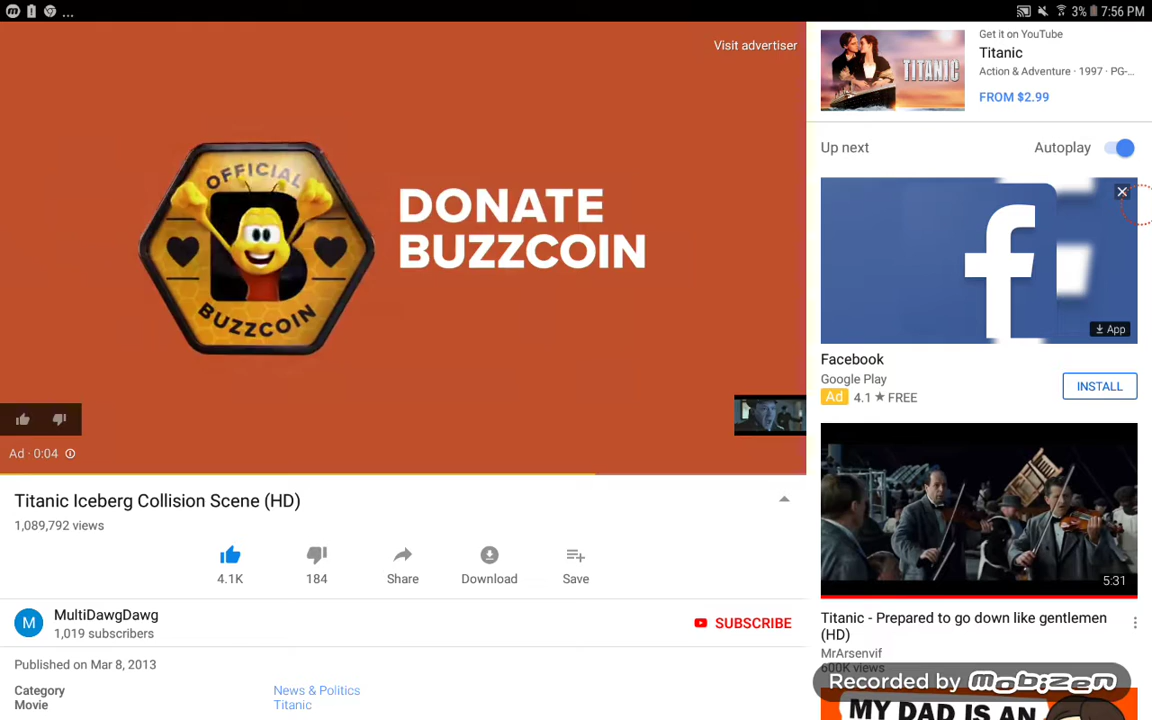 ... 3% 7:56 PM
Visit advertiser
OFFICIAL
B
BUZZCOIN
DONATE
BUZZCOIN
Ad · 0:04
Titanic Iceberg Collision Scene (HD)
1,089,792 views
4.1K 184 Share Download Save
M MultiDawgDawg
1,019 subscribers
SUBSCRIBE
Published on Mar 8, 2013
Category News & Politics
Movie Titanic
TITANIC
Get it on YouTube
Titanic
Action & Adventure · 1997 · PG-...
FROM $2.99
Up next Autoplay
f
App
Facebook
Google Play
Ad 4.1 ★ FREE
INSTALL
5:31
Titanic - Prepared to go down like gentlemen
(HD)
MrArsenvif
600K views
Recorded by mobizen
MY DAD IS AN